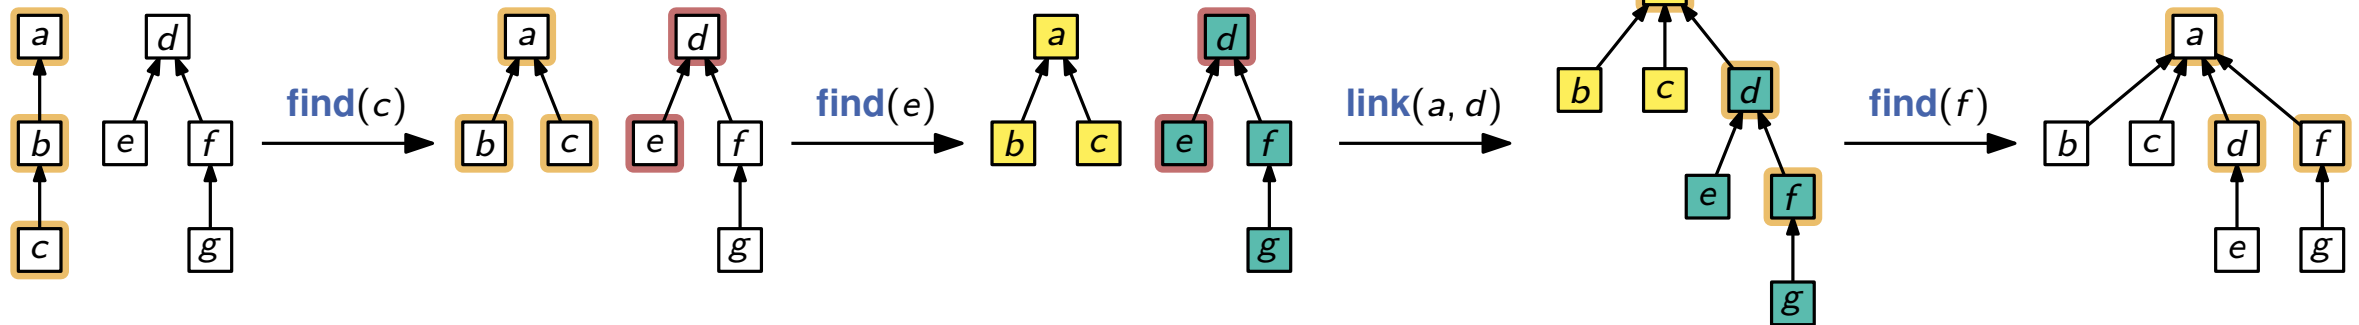 a d
b e f
c g
find(c)
a d
b c e f
g
find(e)
a d
b c e f
g
link(a, d)
b c d
e f
g
find(f)
a
b c d f
e g